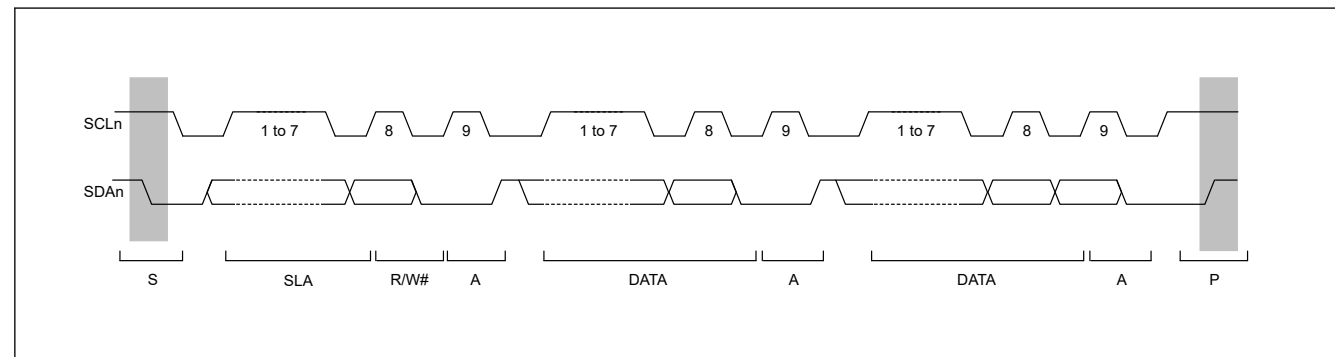 SCLn
1 to 7 8 9 1 to 7 8 9 1 to 7 8 9
SDAn
S SLA R/W# A DATA A DATA A P